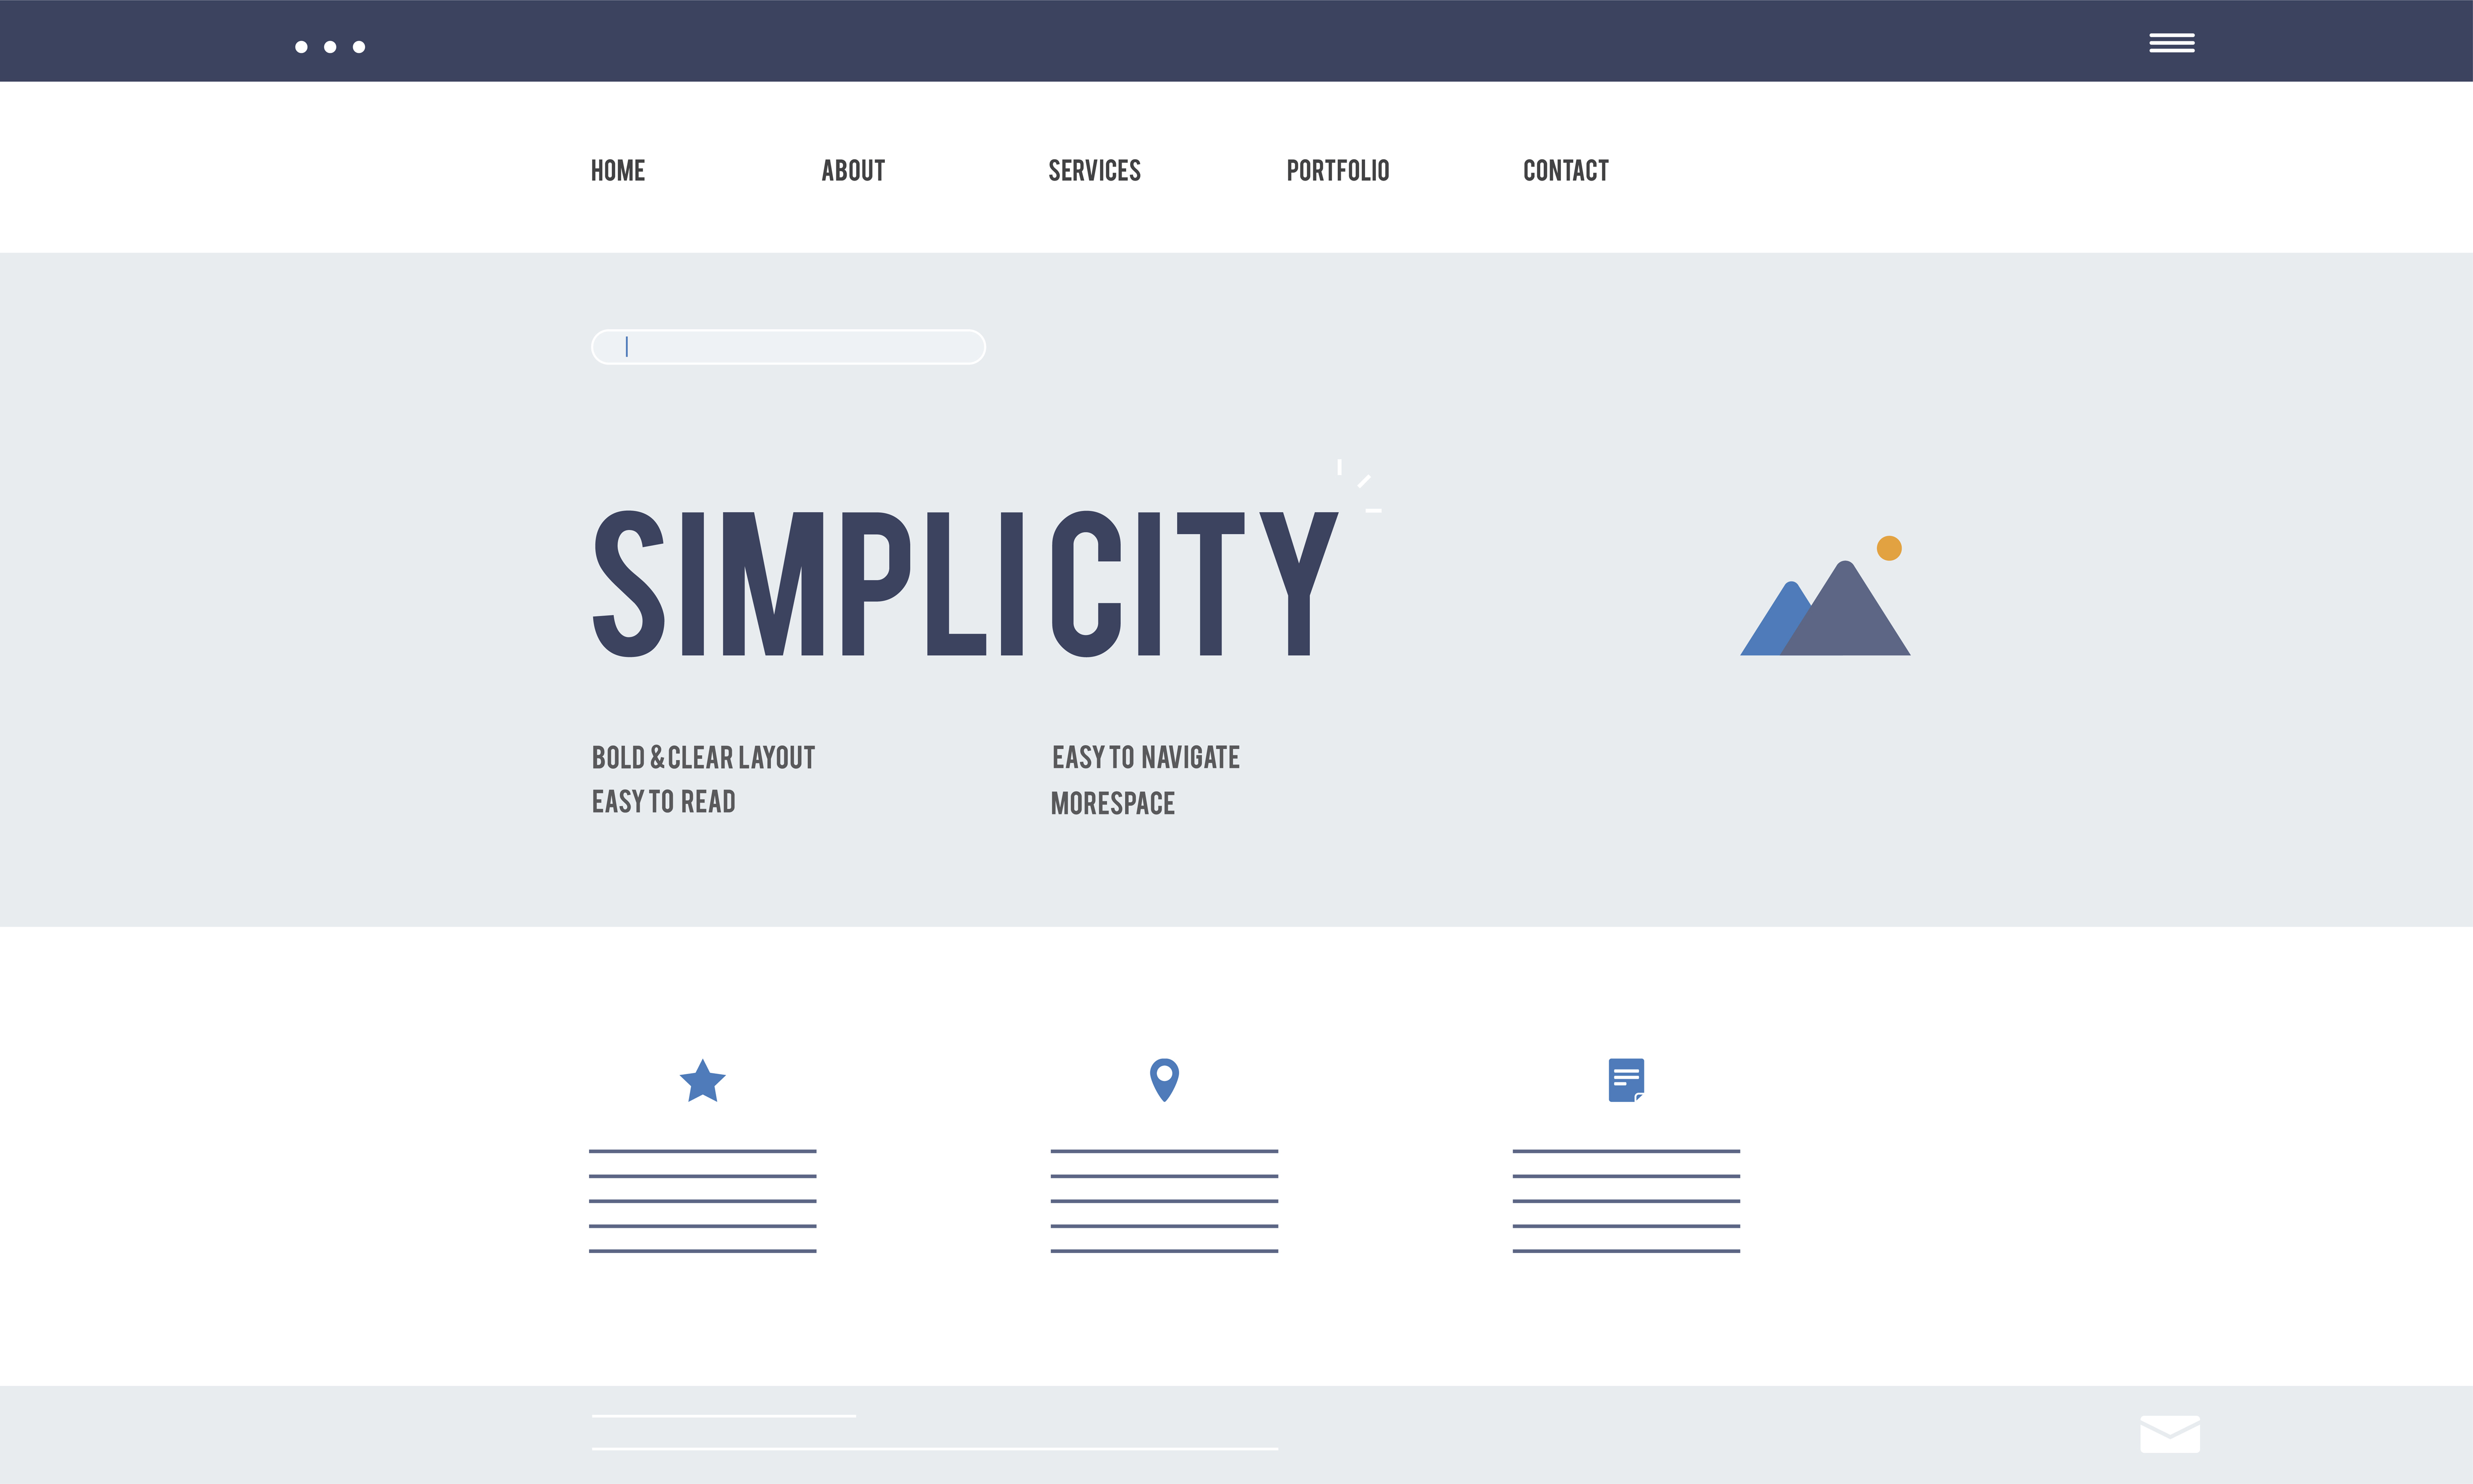 HOME ABOUT SERVICES PORTFOLIO CONTACT
SIMPLICITY
BOLD & CLEAR LAYOUT
EASY TO READ
EASY TO NAVIGATE
MORESPACE